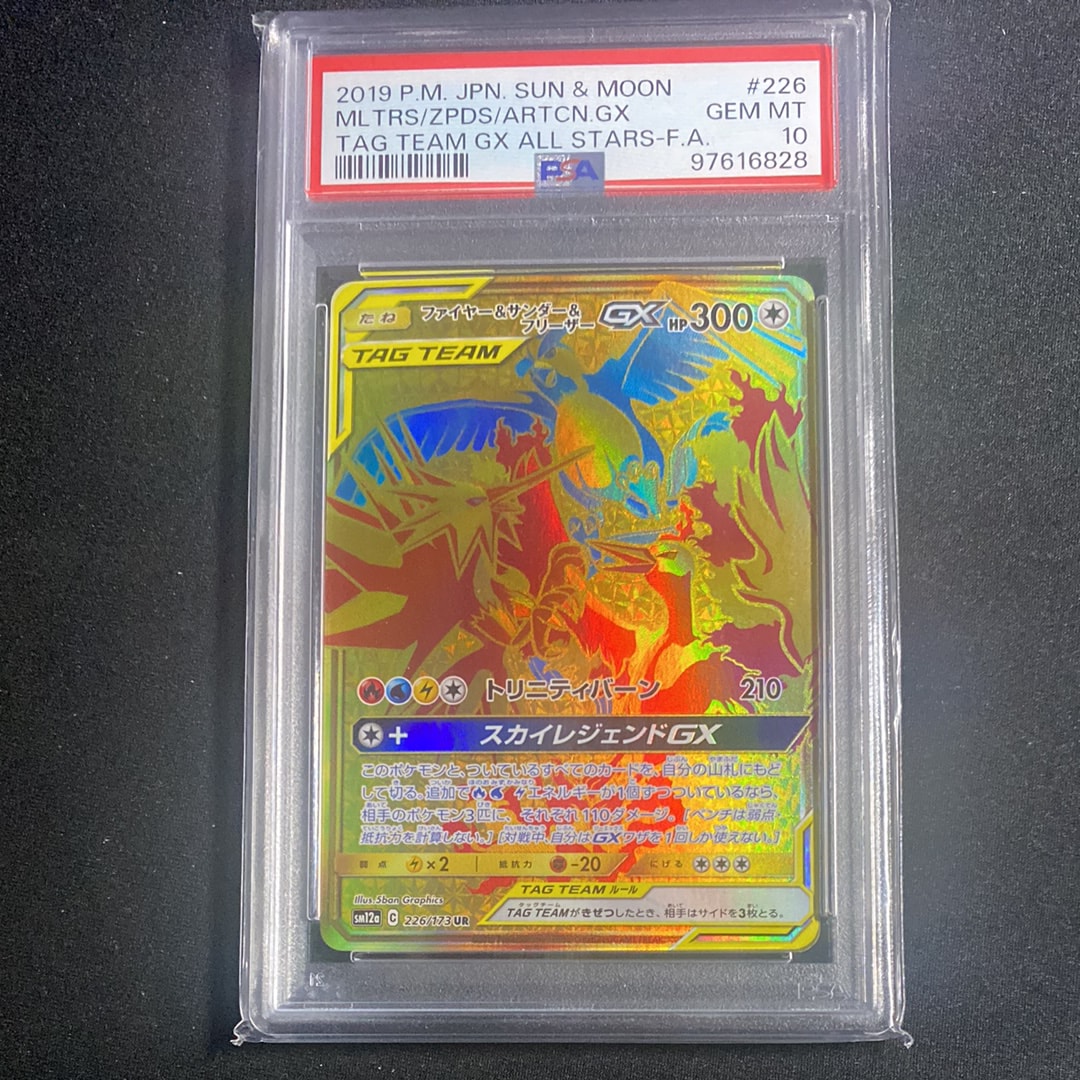 2019 P.M. JPN. SUN & MOON #226
MLTRS/ZPDS/ARTCN.GX GEM MT
TAG TEAM GX ALL STARS-F.A. 10
97616828
PSA
たね ファイヤー&サンダー&
フリーザー GX HP300
TAG TEAM
トリニティバーン 210
+ スカイレジェンドGX
このポケモンと、ついているすべてのカードを、自分の山札にもど
して切る。追加で エネルギーが1個ずつついているなら、
相手のポケモン3匹に、それぞれ110ダメージ。[ベンチは弱点・
抵抗力を計算しない。] [対戦中、自分はGXワザを1回しか使えない。]
弱点 ×2 抵抗力 -20 にげる
TAG TEAM ルール
Illus. 5ban Graphics
TAG TEAMがきぜつしたとき、相手はサイドを3枚とる。
sm12a C 226/173 UR